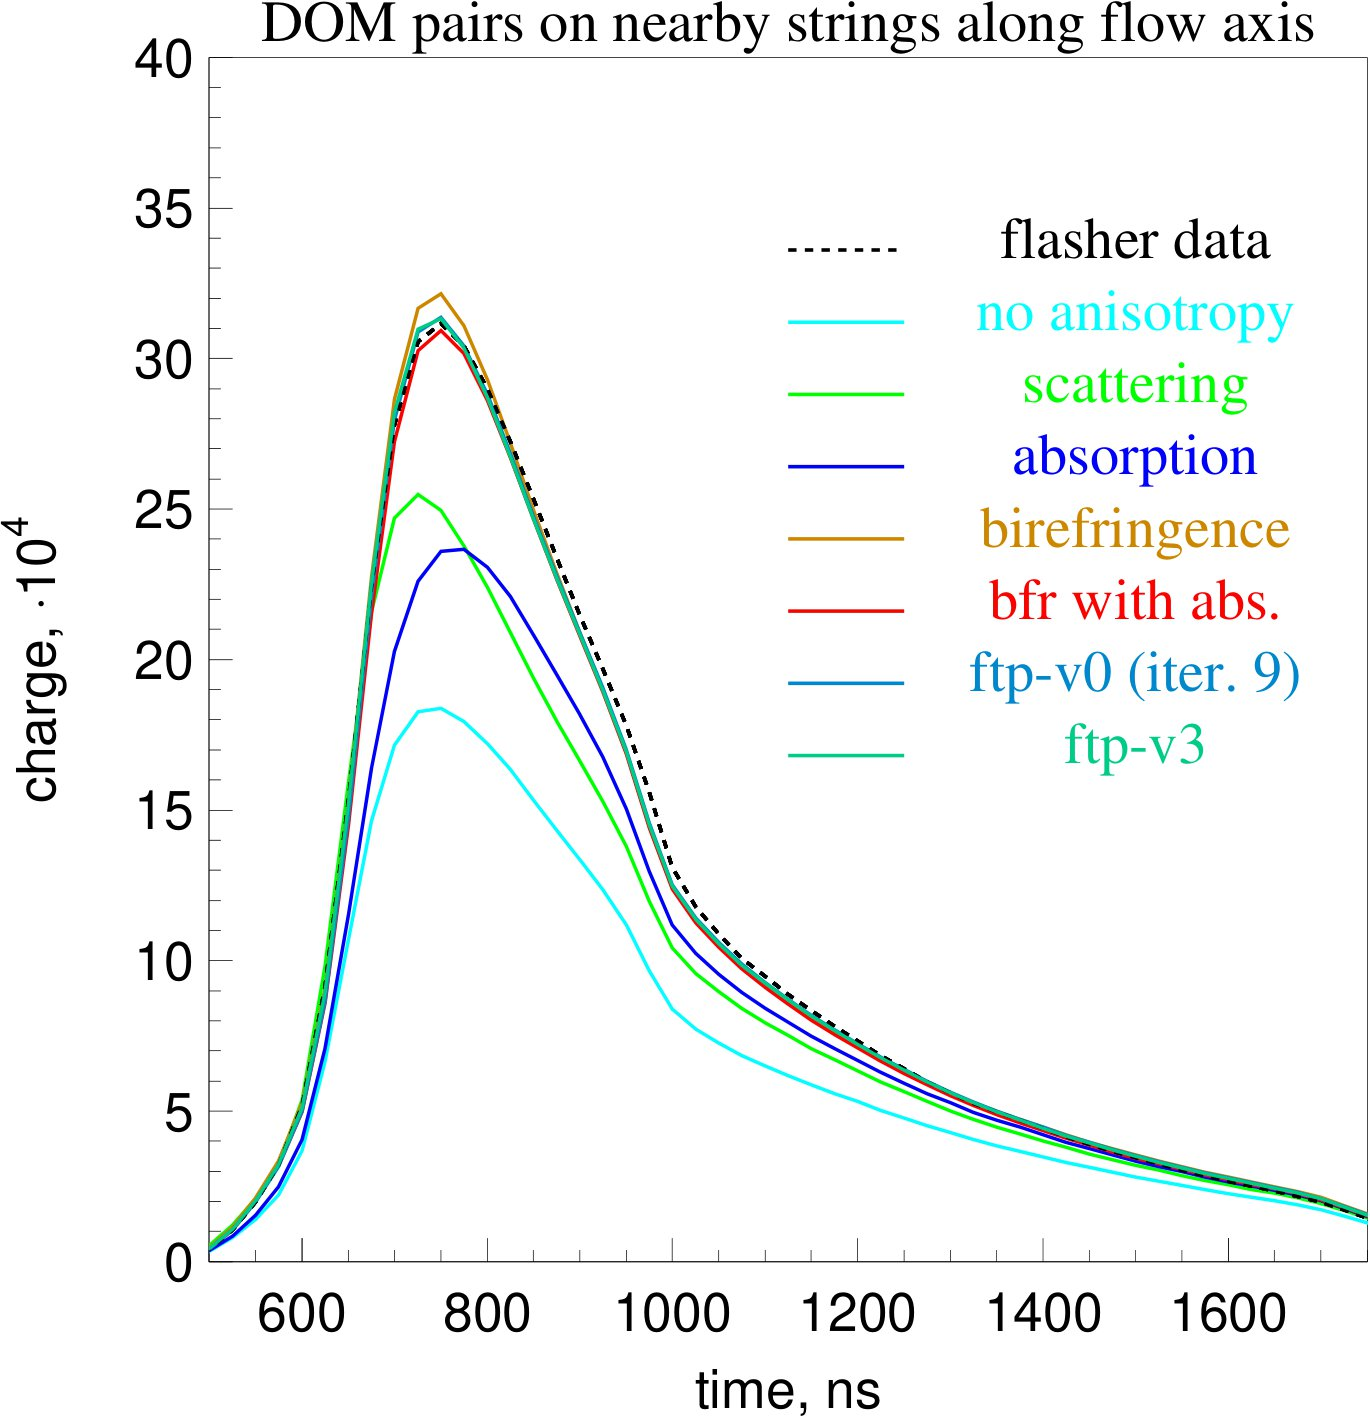 DOM pairs on nearby strings along flow axis
40
35
30
25
20
15
10
5
0
charge, ·10⁴
flasher data
no anisotropy
scattering
absorption
birefringence
bfr with abs.
ftp-v0 (iter. 9)
ftp-v3
600 800 1000 1200 1400 1600
time, ns